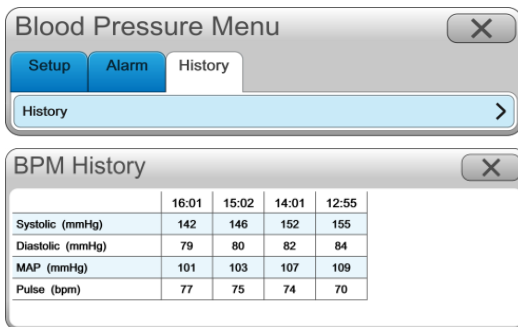 Blood Pressure Menu
Setup Alarm History
History
BPM History
16:01 15:02 14:01 12:55
Systolic (mmHg) 142 146 152 155
Diastolic (mmHg) 79 80 82 84
MAP (mmHg) 101 103 107 109
Pulse (bpm) 77 75 74 70